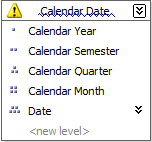 Calendar Date
Calendar Year
Calendar Semester
Calendar Quarter
Calendar Month
Date
<new level>